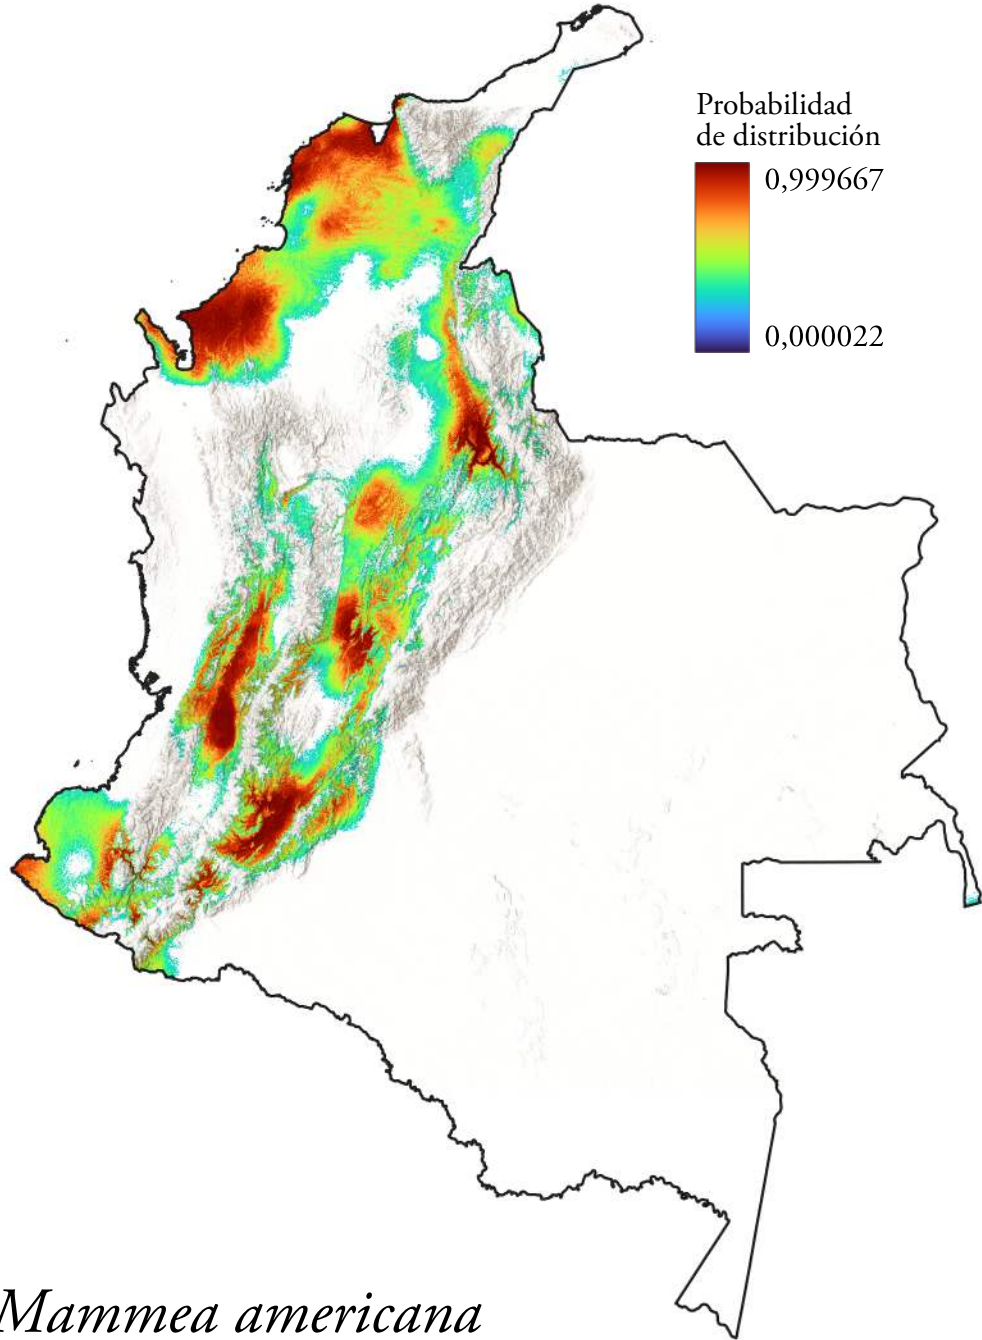 Probabilidad
de distribución
0,999667
0,000022
Mammea americana